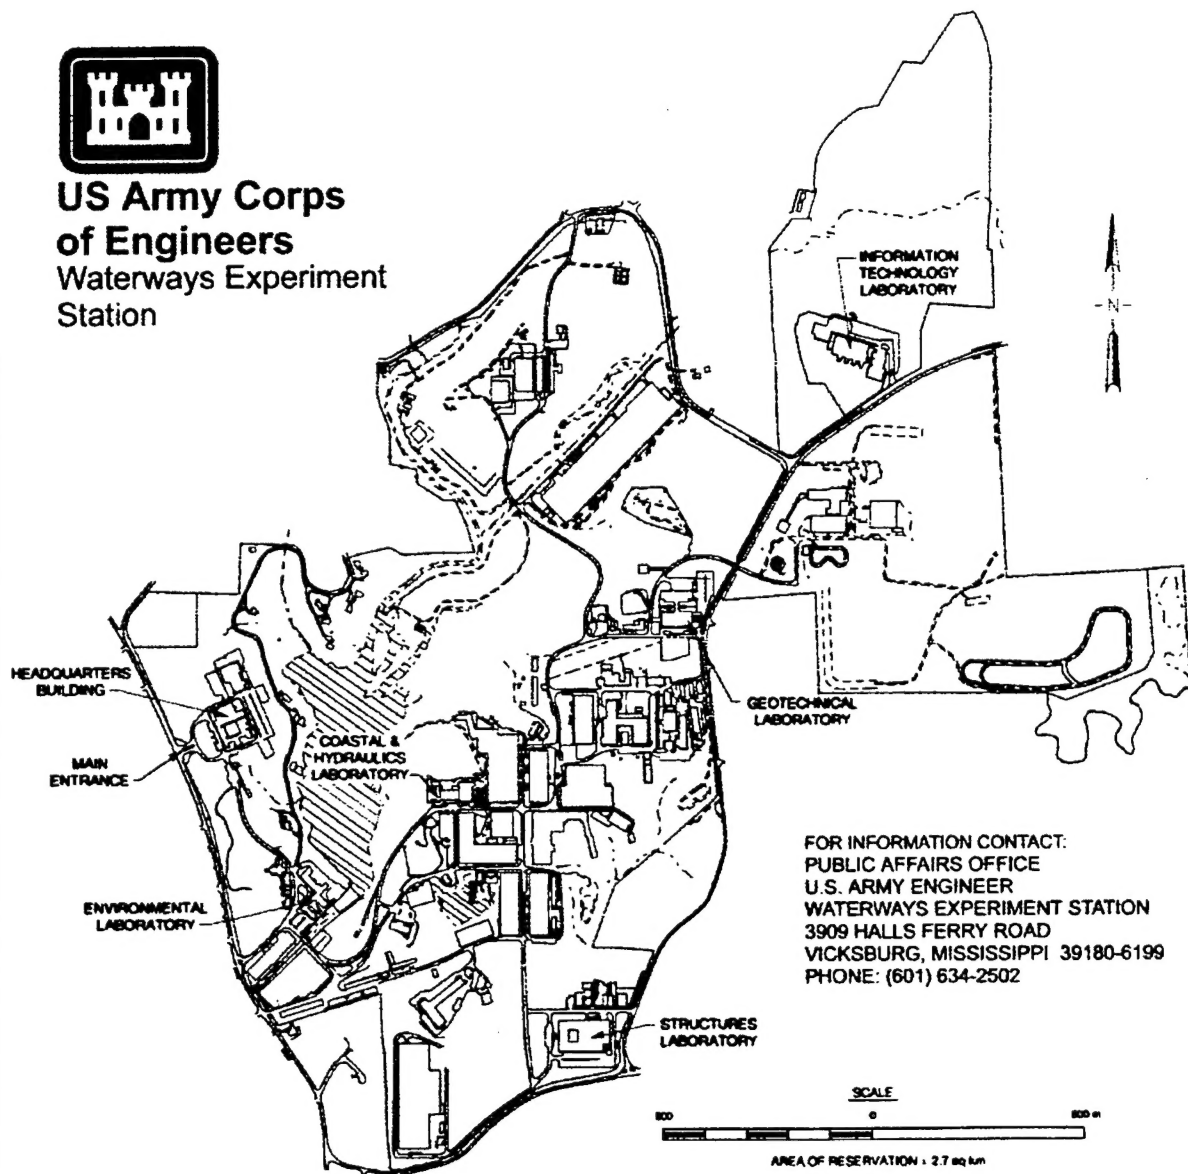 US Army Corps
of Engineers
Waterways Experiment
Station
INFORMATION
TECHNOLOGY
LABORATORY
N
HEADQUARTERS
BUILDING
MAIN
ENTRANCE
COASTAL &
HYDRAULICS
LABORATORY
GEOTECHNICAL
LABORATORY
ENVIRONMENTAL
LABORATORY
STRUCTURES
LABORATORY
FOR INFORMATION CONTACT:
PUBLIC AFFAIRS OFFICE
U.S. ARMY ENGINEER
WATERWAYS EXPERIMENT STATION
3909 HALLS FERRY ROAD
VICKSBURG, MISSISSIPPI 39180-6199
PHONE: (601) 634-2502
SCALE
0
AREA OF RESERVATION : 2.7 sq km